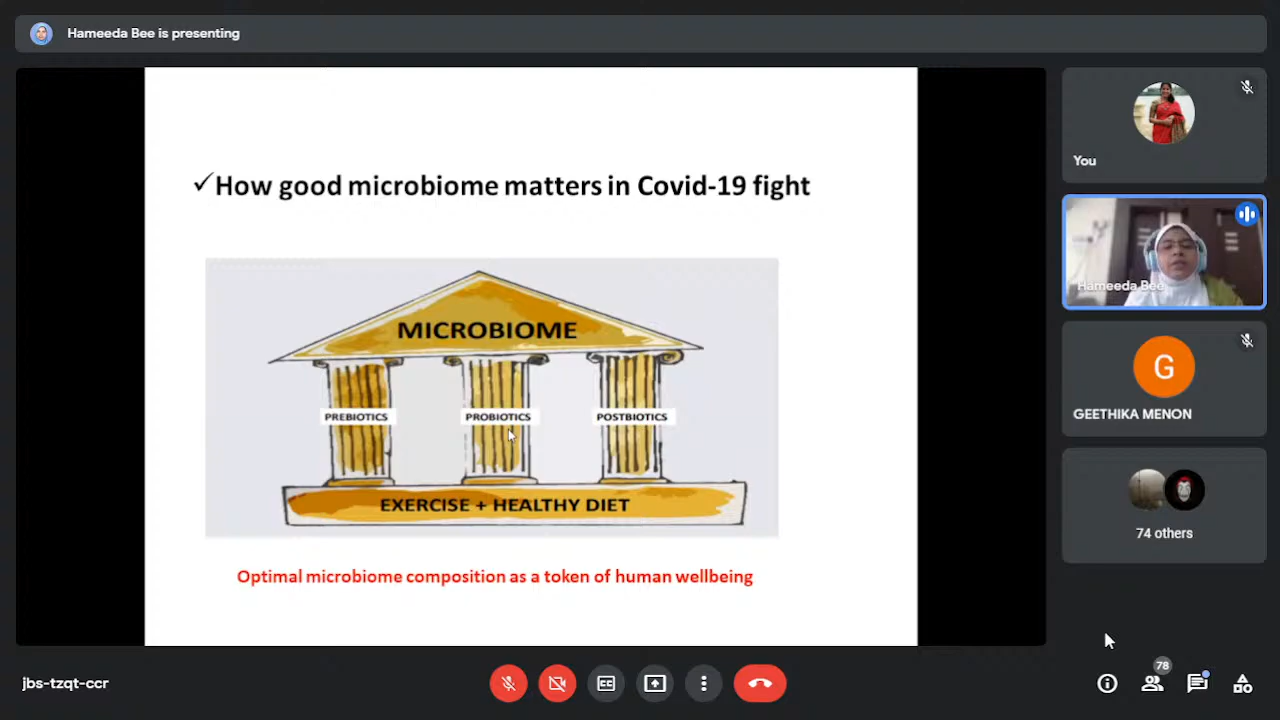 Hameeda Bee is presenting
✓How good microbiome matters in Covid-19 fight
MICROBIOME
PREBIOTICS
PROBIOTICS
POSTBIOTICS
EXERCISE + HEALTHY DIET
Optimal microbiome composition as a token of human wellbeing
You
Hameeda Bee
G
GEETHIKA MENON
74 others
jbs-tzqt-ccr
CC
78